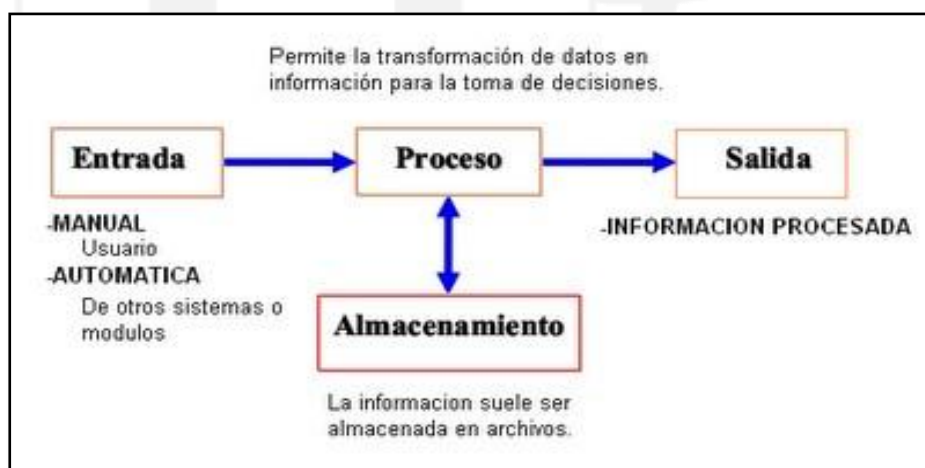 Permite la transformación de datos en
información para la toma de decisiones.
Entrada
Proceso
Salida
-MANUAL
Usuario
-AUTOMATICA
De otros sistemas o
modulos
-INFORMACION PROCESADA
Almacenamiento
La informacion suele ser
almacenada en archivos.